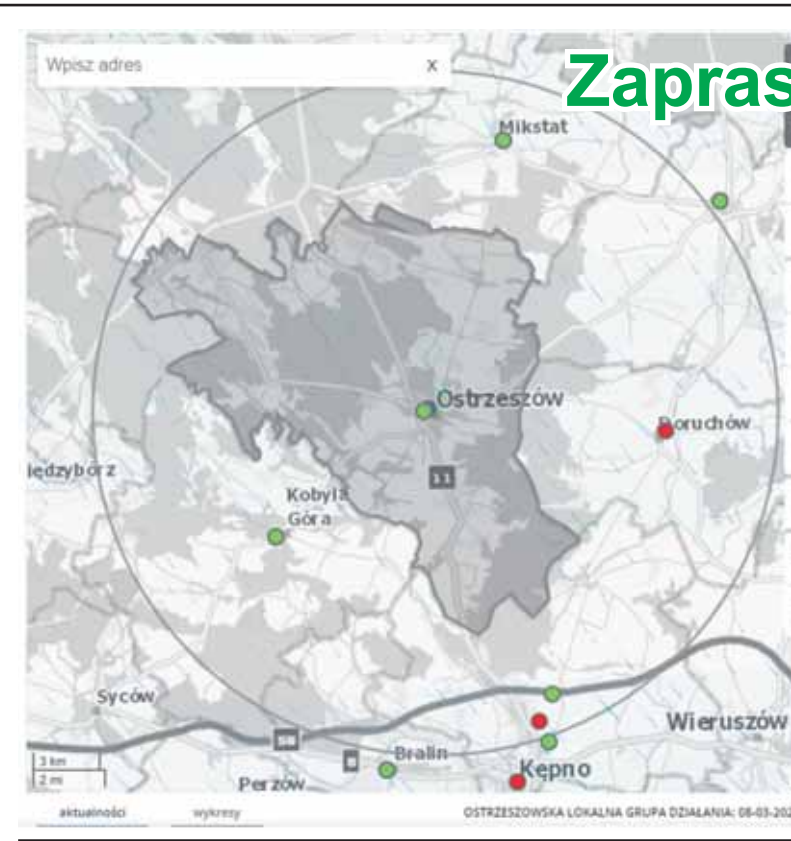 Wpisz adres x
Zapras
Mikstat
Ostrzeszów
Doruchów
iędzybórz
11
Kobyla
Góra
Syców
Wieruszów
3 km
2 mi
Bralin
Kępno
Perzów
aktualności wykresy OSTRZESZOWSKA LOKALNA GRUPA DZIAŁANIA: 08-03-202